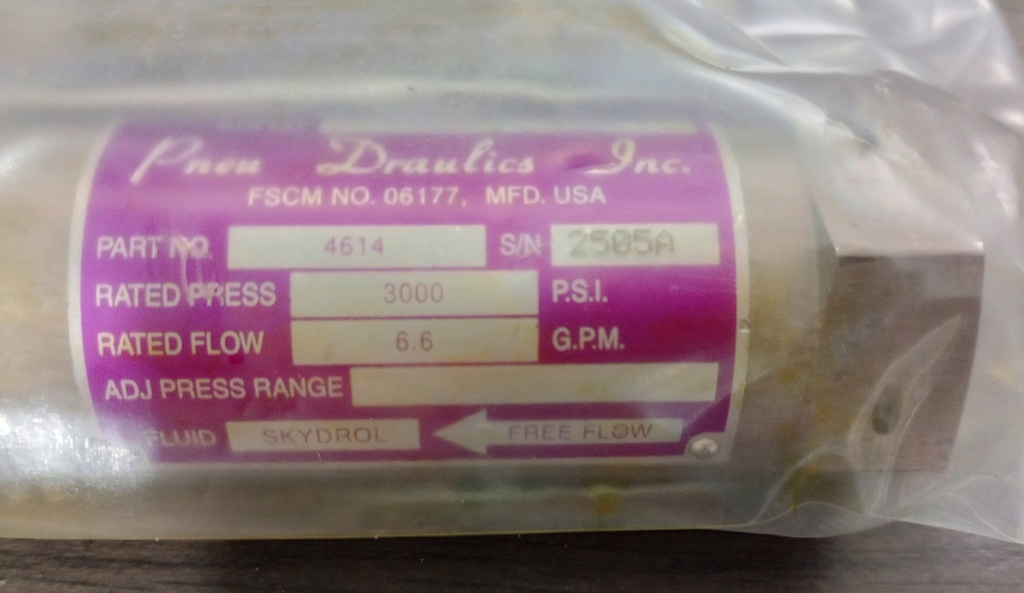 Pneu Draulics Inc.
FSCM NO. 06177, MFD. USA
PART NO. 4614 S/N 2505A
RATED PRESS 3000 P.S.I.
RATED FLOW 6.6 G.P.M.
ADJ PRESS RANGE
FLUID SKYDROL FREE FLOW